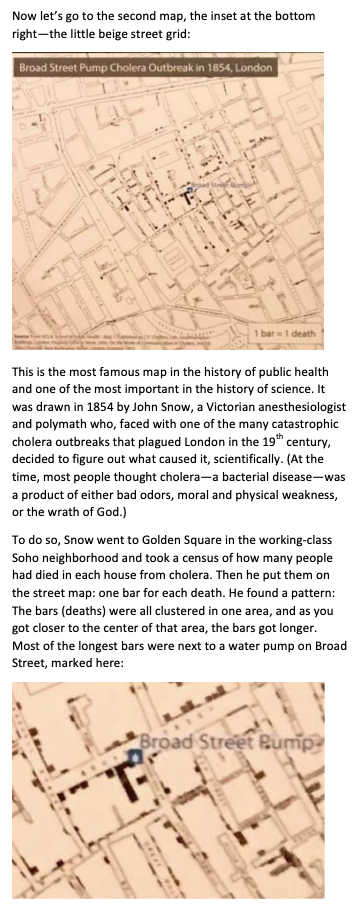 Now let's go to the second map, the inset at the bottom
right—the little beige street grid:
Broad Street Pump Cholera Outbreak in 1854, London
Broad Street Pump
1 bar = 1 death
This is the most famous map in the history of public health
and one of the most important in the history of science. It
was drawn in 1854 by John Snow, a Victorian anesthesiologist
and polymath who, faced with one of the many catastrophic
cholera outbreaks that plagued London in the 19th century,
decided to figure out what caused it, scientifically. (At the
time, most people thought cholera—a bacterial disease—was
a product of either bad odors, moral and physical weakness,
or the wrath of God.)
To do so, Snow went to Golden Square in the working-class
Soho neighborhood and took a census of how many people
had died in each house from cholera. Then he put them on
the street map: one bar for each death. He found a pattern:
The bars (deaths) were all clustered in one area, and as you
got closer to the center of that area, the bars got longer.
Most of the longest bars were next to a water pump on Broad
Street, marked here:
Broad Street Pump